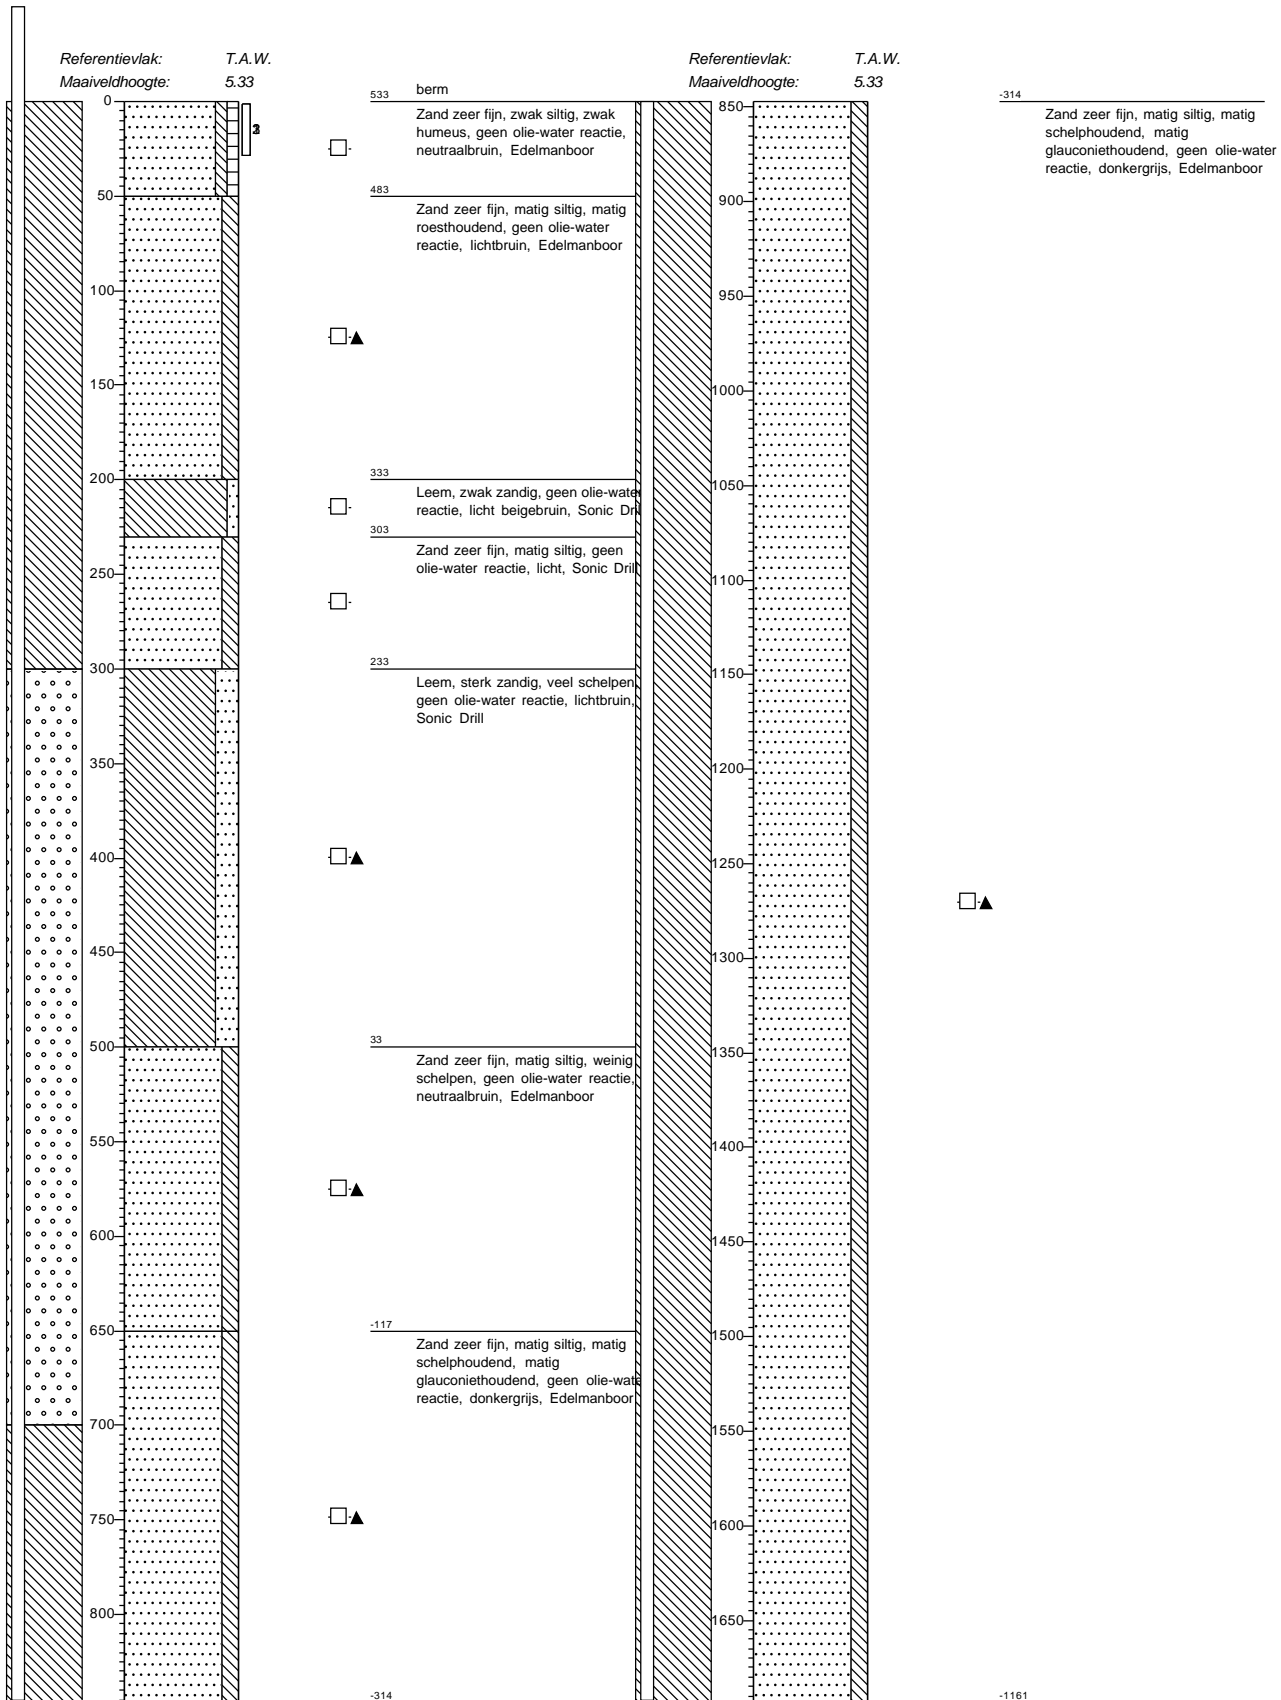 Referentievlak: T.A.W.
Maaiveldhoogte: 5.33
0
50
100
150
200
250
300
350
400
450
500
550
600
650
700
750
800
533
berm
Zand zeer fijn, zwak siltig, zwak
humeus, geen olie-water reactie,
neutraalbruin, Edelmanboor
483
Zand zeer fijn, matig siltig, matig
roesthoudend, geen olie-water
reactie, lichtbruin, Edelmanboor
333
Leem, zwak zandig, geen olie-water
reactie, licht beigebruin, Sonic Dril
303
Zand zeer fijn, matig siltig, geen
olie-water reactie, licht, Sonic Drill
233
Leem, sterk zandig, veel schelpen,
geen olie-water reactie, lichtbruin,
Sonic Drill
33
Zand zeer fijn, matig siltig, weinig
schelpen, geen olie-water reactie,
neutraalbruin, Edelmanboor
-117
Zand zeer fijn, matig siltig, matig
schelphoudend, matig
glauconiethoudend, geen olie-wate
reactie, donkergrijs, Edelmanboor
-314
Referentievlak: T.A.W.
Maaiveldhoogte: 5.33
850
900
950
1000
1050
1100
1150
1200
1250
1300
1350
1400
1450
1500
1550
1600
1650
-314
Zand zeer fijn, matig siltig, matig
schelphoudend, matig
glauconiethoudend, geen olie-water
reactie, donkergrijs, Edelmanboor
-1161